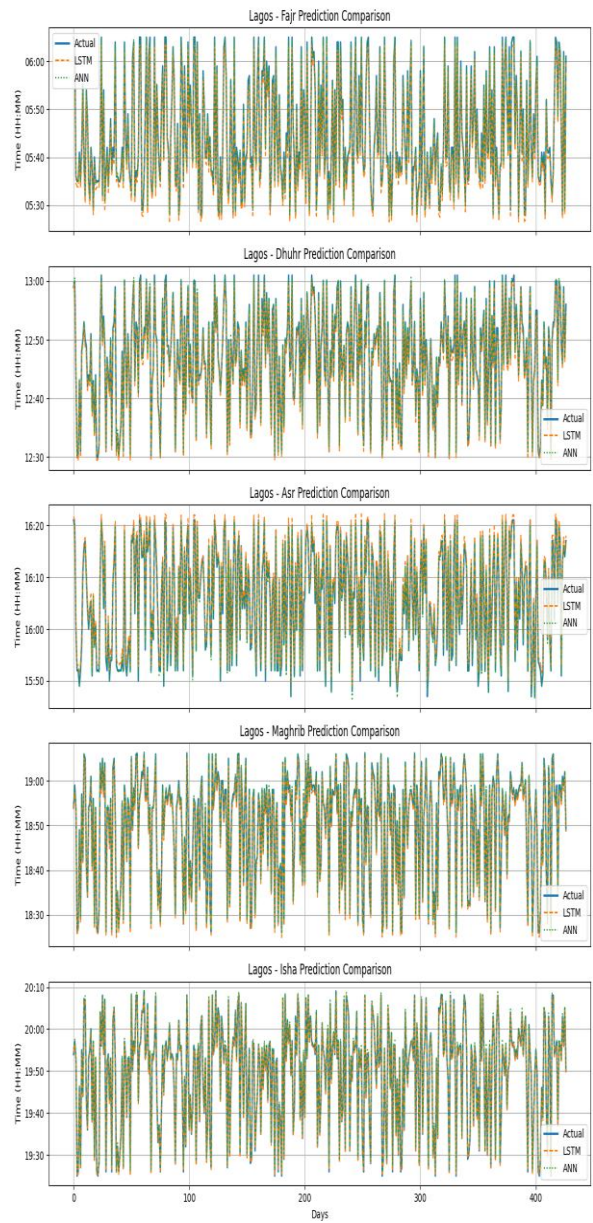 Lagos - Fajr Prediction Comparison
Time (HH:MM)
06:00
05:50
05:40
05:30
Actual
LSTM
ANN
Lagos - Dhuhr Prediction Comparison
Time (HH:MM)
13:00
12:50
12:40
12:30
Actual
LSTM
ANN
Lagos - Asr Prediction Comparison
Time (HH:MM)
16:20
16:10
16:00
15:50
Actual
LSTM
ANN
Lagos - Maghrib Prediction Comparison
Time (HH:MM)
19:00
18:50
18:40
18:30
Actual
LSTM
ANN
Lagos - Isha Prediction Comparison
Time (HH:MM)
20:10
20:00
19:50
19:40
19:30
Actual
LSTM
ANN
0 100 200 300 400
Days